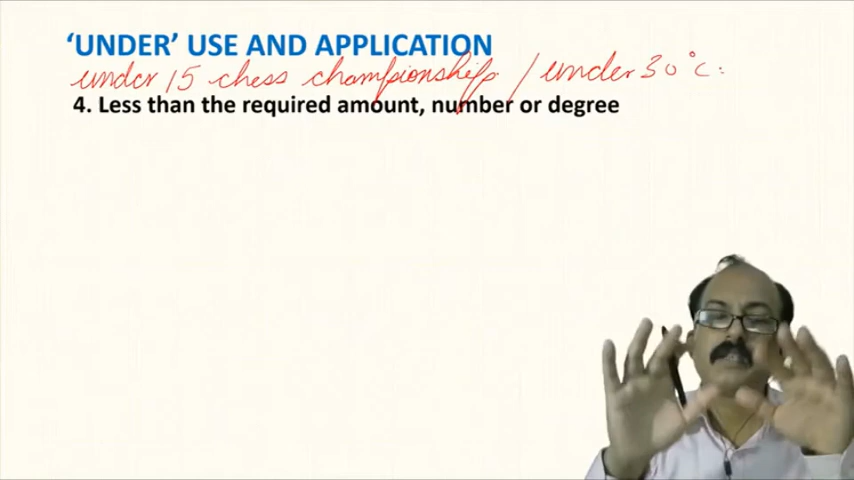 ‘UNDER’ USE AND APPLICATION
under 15 chess championship. / under 30°C.
4. Less than the required amount, number or degree